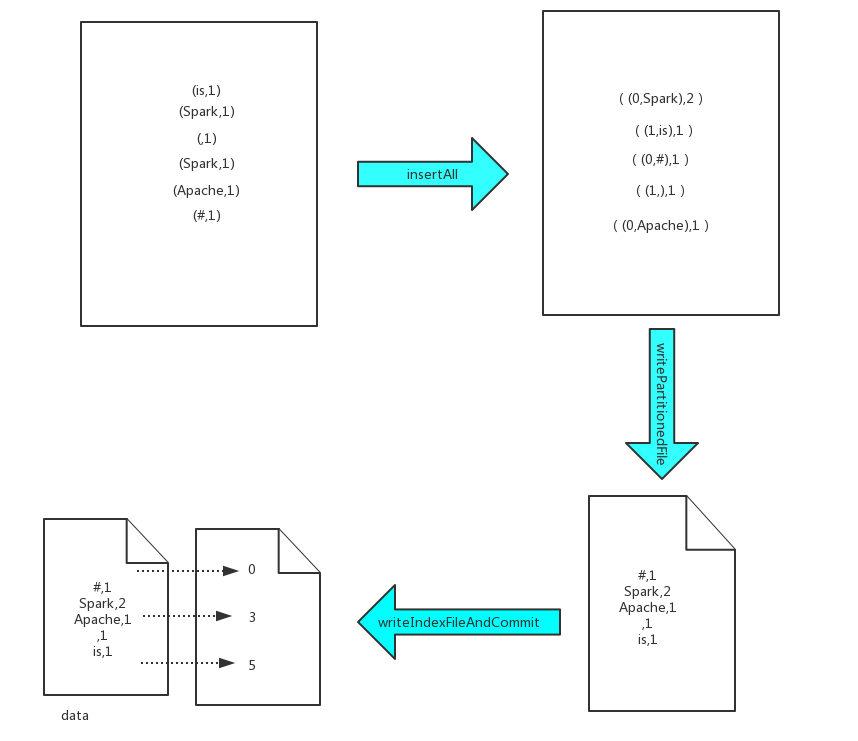 (is,1)
(Spark,1)
(,1)
(Spark,1)
(Apache,1)
(#,1)
insertAll
( (0,Spark),2 )
( (1,is),1 )
( (0,#),1 )
( (1,),1 )
( (0,Apache),1 )
writePartitionedFile
#,1
Spark,2
Apache,1
,1
is,1
writeIndexFileAndCommit
#,1
Spark,2
Apache,1
,1
is,1
data
0
3
5